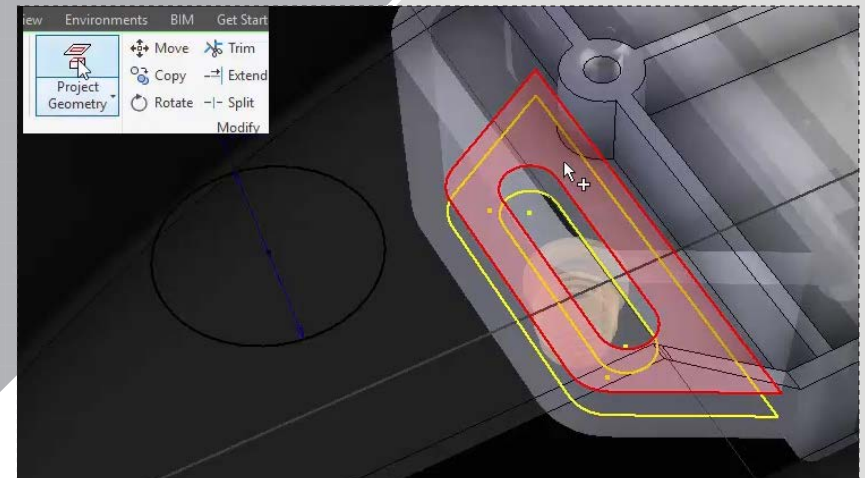 iew Environments BIM Get Start
Project Geometry
Move Trim
Copy Extend
Rotate Split
Modify